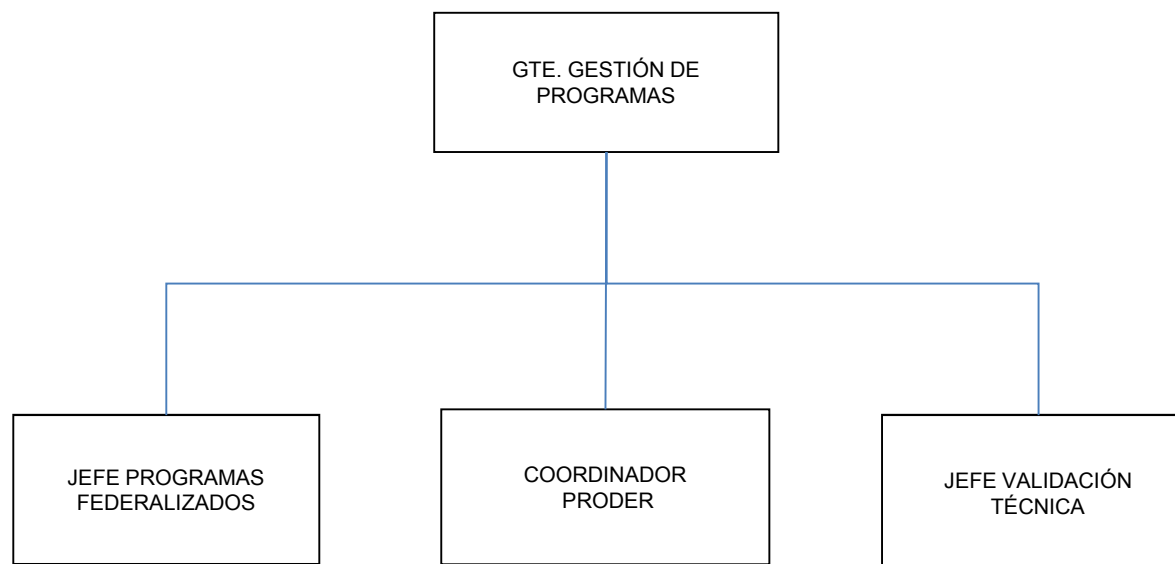 GTE. GESTIÓN DE
PROGRAMAS
JEFE PROGRAMAS
FEDERALIZADOS
COORDINADOR
PRODER
JEFE VALIDACIÓN
TÉCNICA